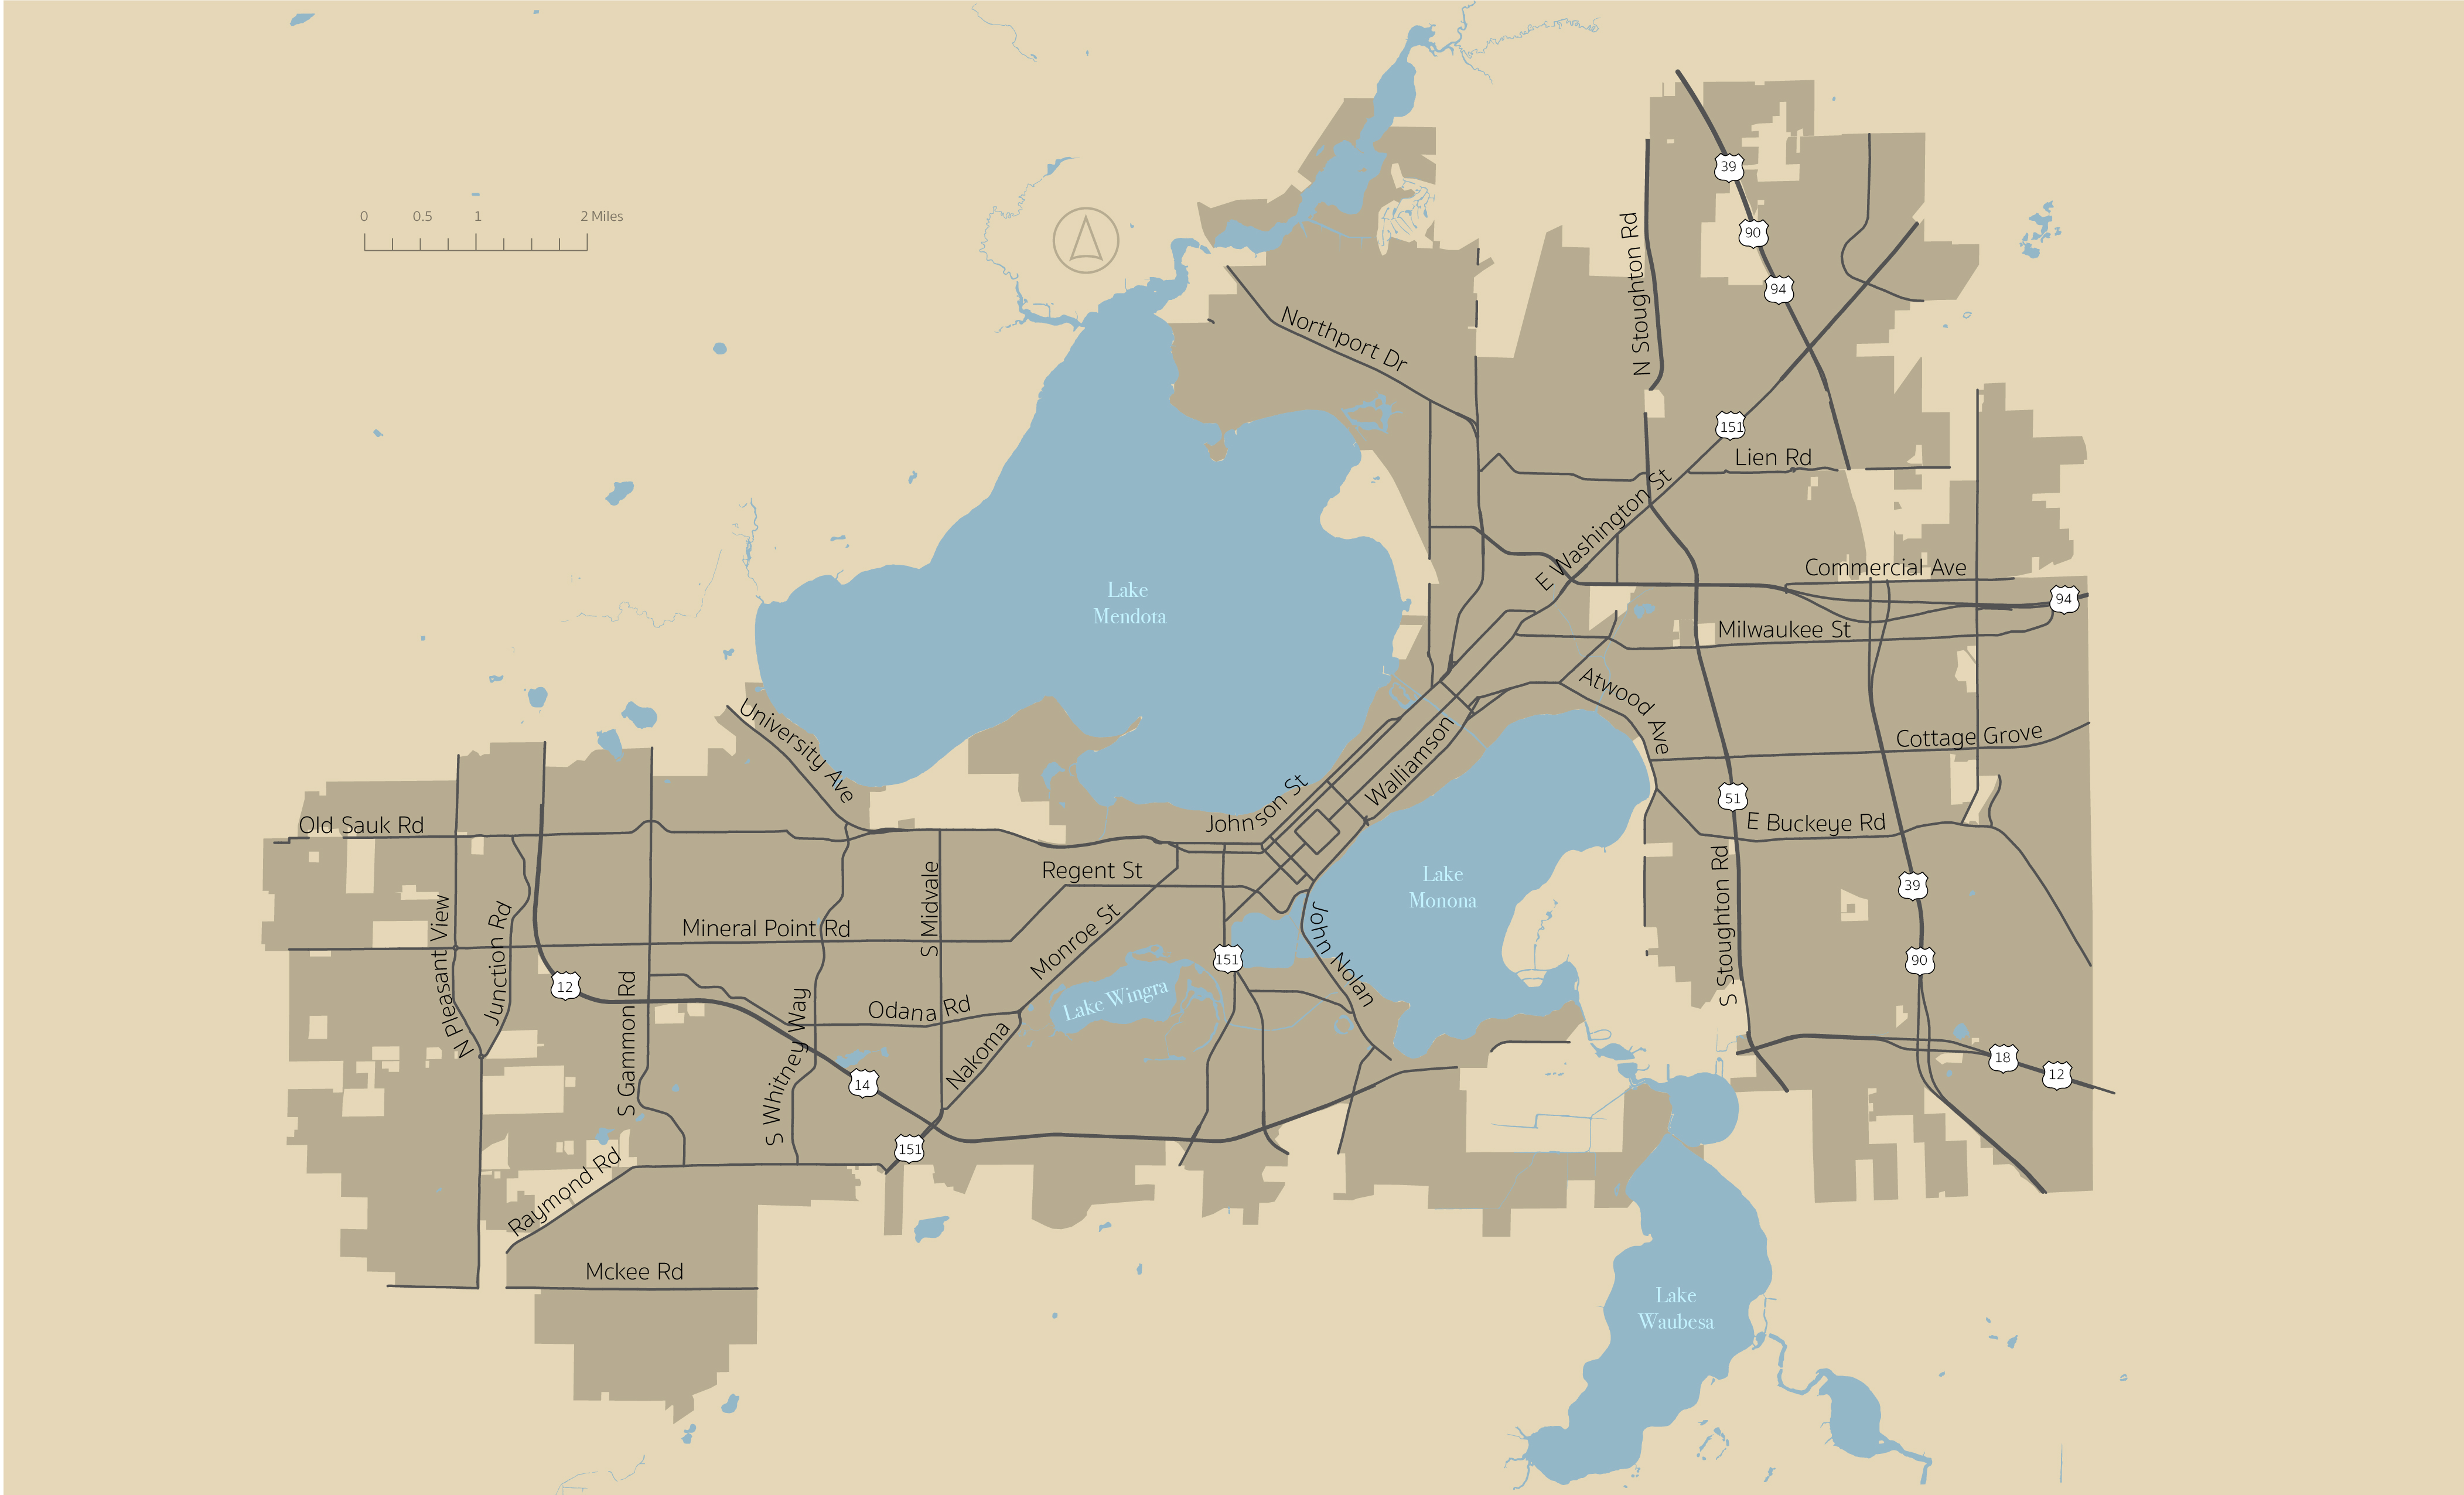 39
90
94
0 0.5 1 2 Miles
N Stoughton Rd
Northport Dr
151
Lien Rd
E Washington St
Commercial Ave
94
Lake
Mendota
Milwaukee St
Atwood Ave
University Ave
Cottage Grove
Walliamson
Johnson St
51
Old Sauk Rd
E Buckeye Rd
Regent St
Lake
Monona
39
S Midvale
Mineral Point Rd
Monroe St
N Pleasant View
Junction Rd
John Nolan
S Stoughton Rd
151
90
12
Lake Wingra
Odana Rd
S Gammon Rd
S Whitney Way
Nakoma
14
18
12
151
Raymond Rd
Mckee Rd
Lake
Waubesa